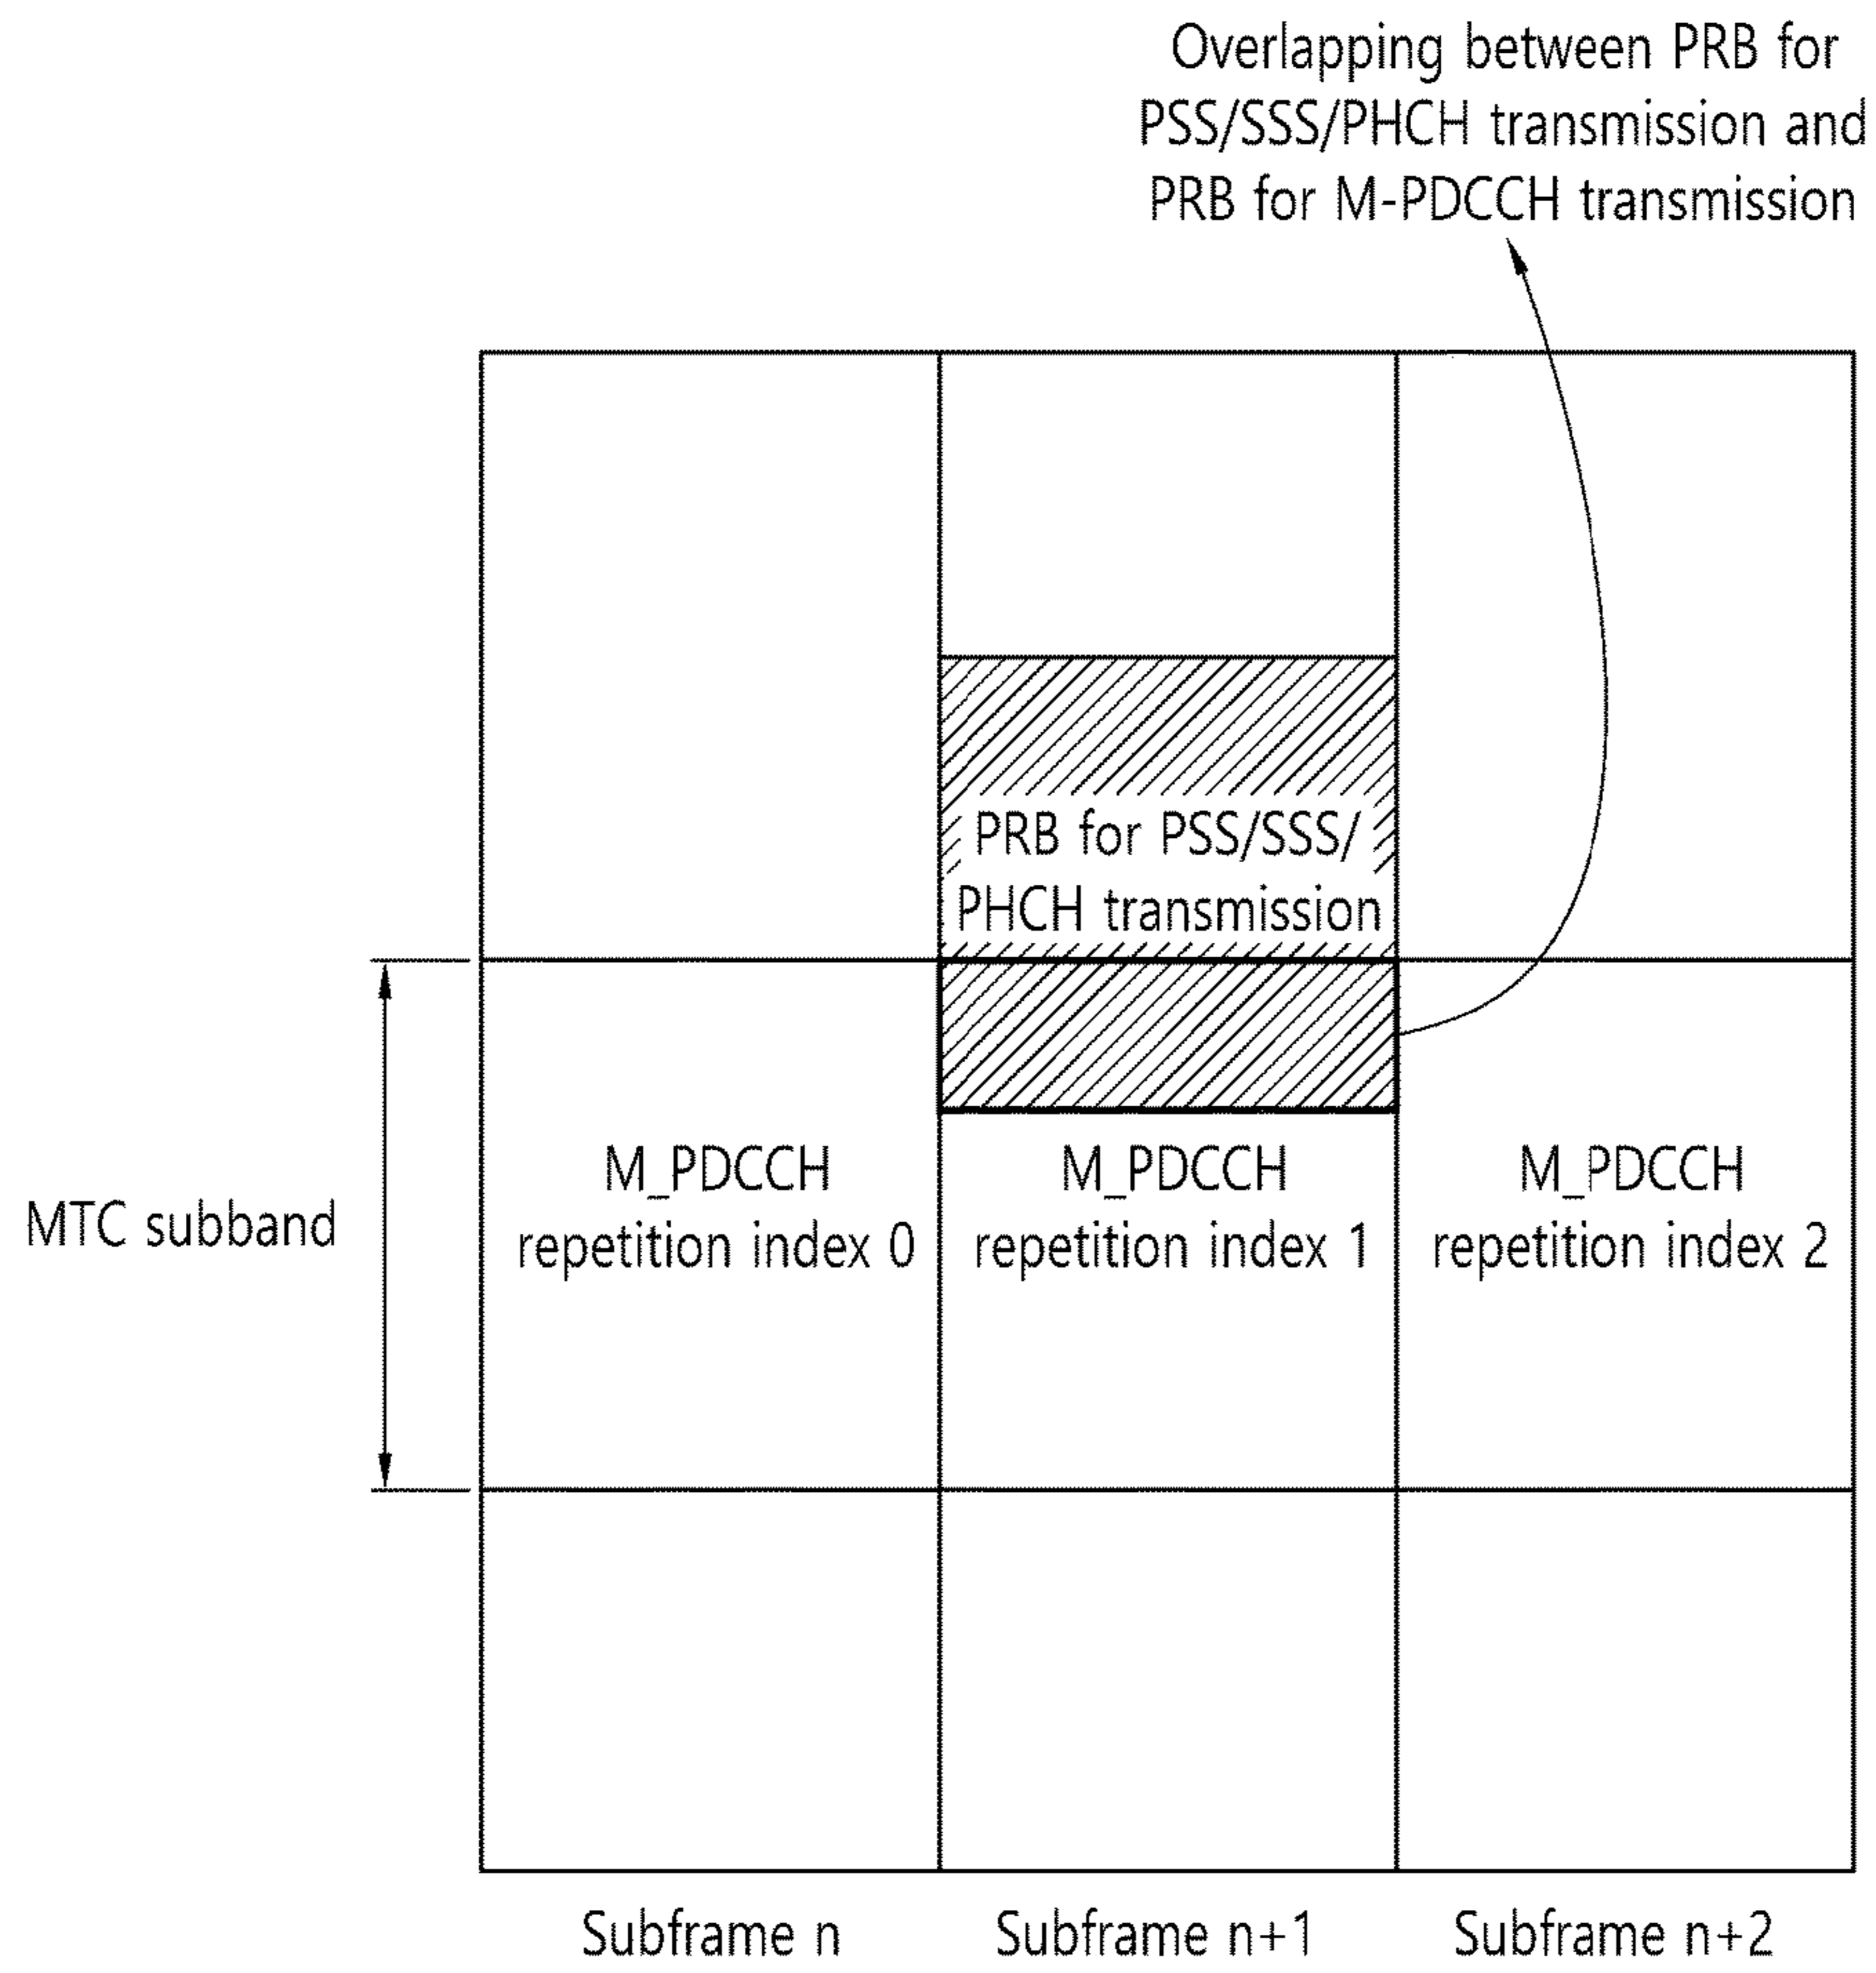 Overlapping between PRB for
PSS/SSS/PHCH transmission and
PRB for M-PDCCH transmission
PRB for PSS/SSS/
PHCH transmission
MTC subband
M_PDCCH
repetition index 0
M_PDCCH
repetition index 1
M_PDCCH
repetition index 2
Subframe n
Subframe n+1
Subframe n+2